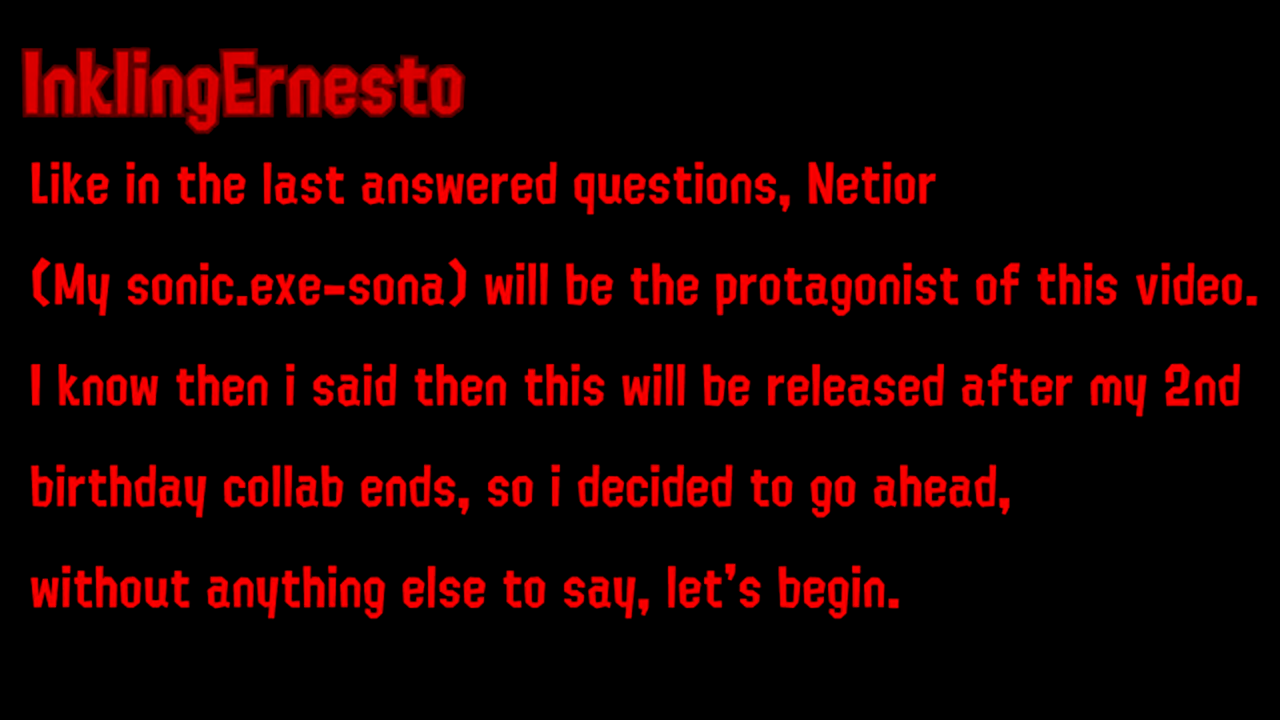 InklingErnesto
Like in the last answered questions, Netior
(My sonic.exe-sona) will be the protagonist of this video.
I know then i said then this will be released after my 2nd
birthday collab ends, so i decided to go ahead,
without anything else to say, let's begin.